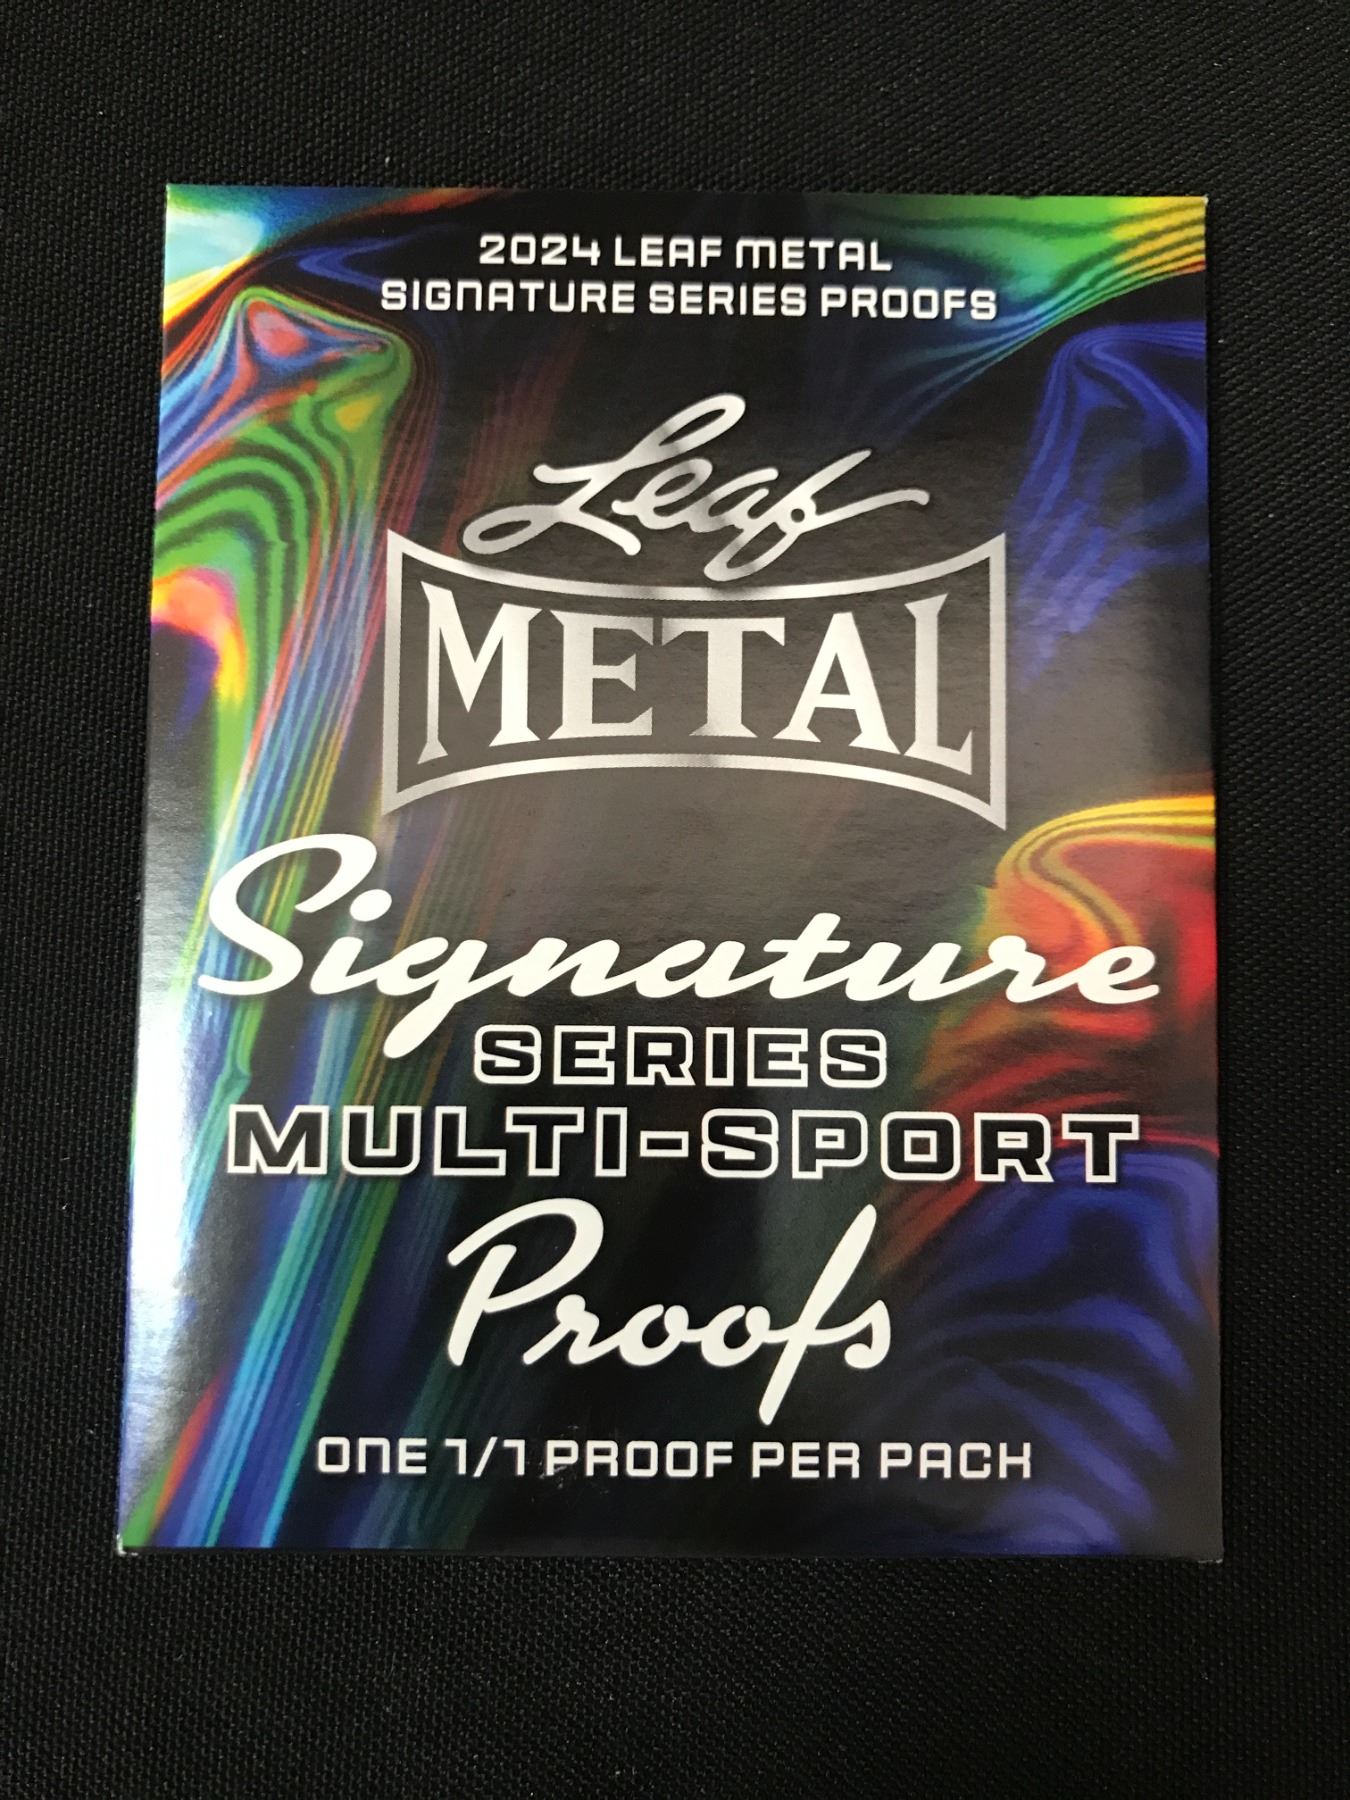 2024 LEAF METAL
SIGNATURE SERIES PROOFS
Leaf
METAL
Signature
SERIES
MULTI-SPORT
Proofs
ONE 1/1 PROOF PER PACK